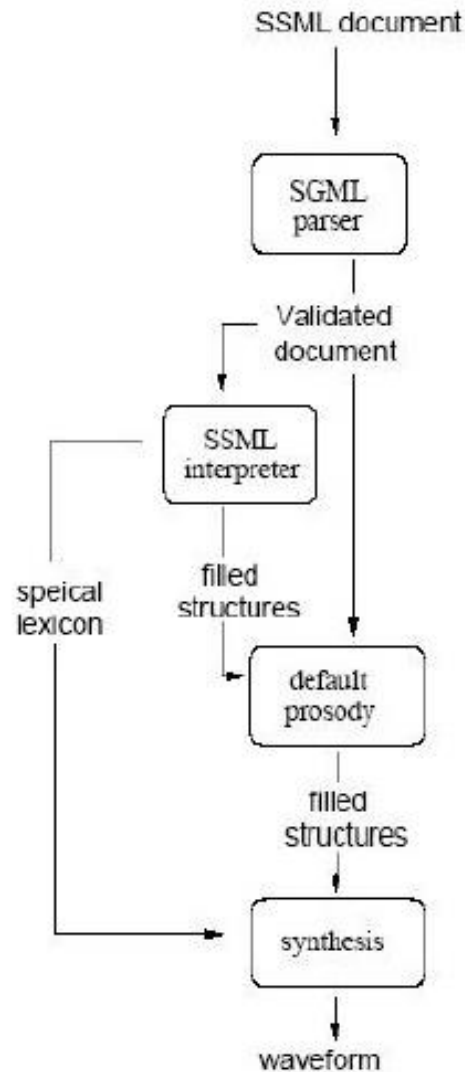 SSML document
SGML
parser
Validated
document
SSML
interpreter
filled
structures
speical
lexicon
default
prosody
filled
structures
synthesis
waveform